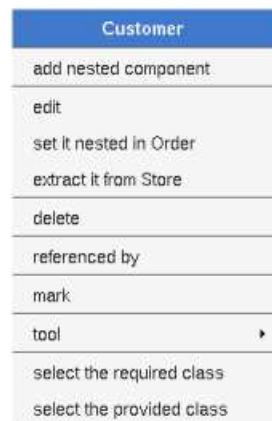 Customer
add nested component
edit
set it nested in Order
extract it from Store
delete
referenced by
mark
tool
select the required class
select the provided class